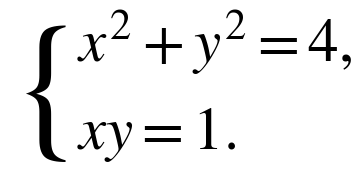 x² + y² = 4,
xy = 1.